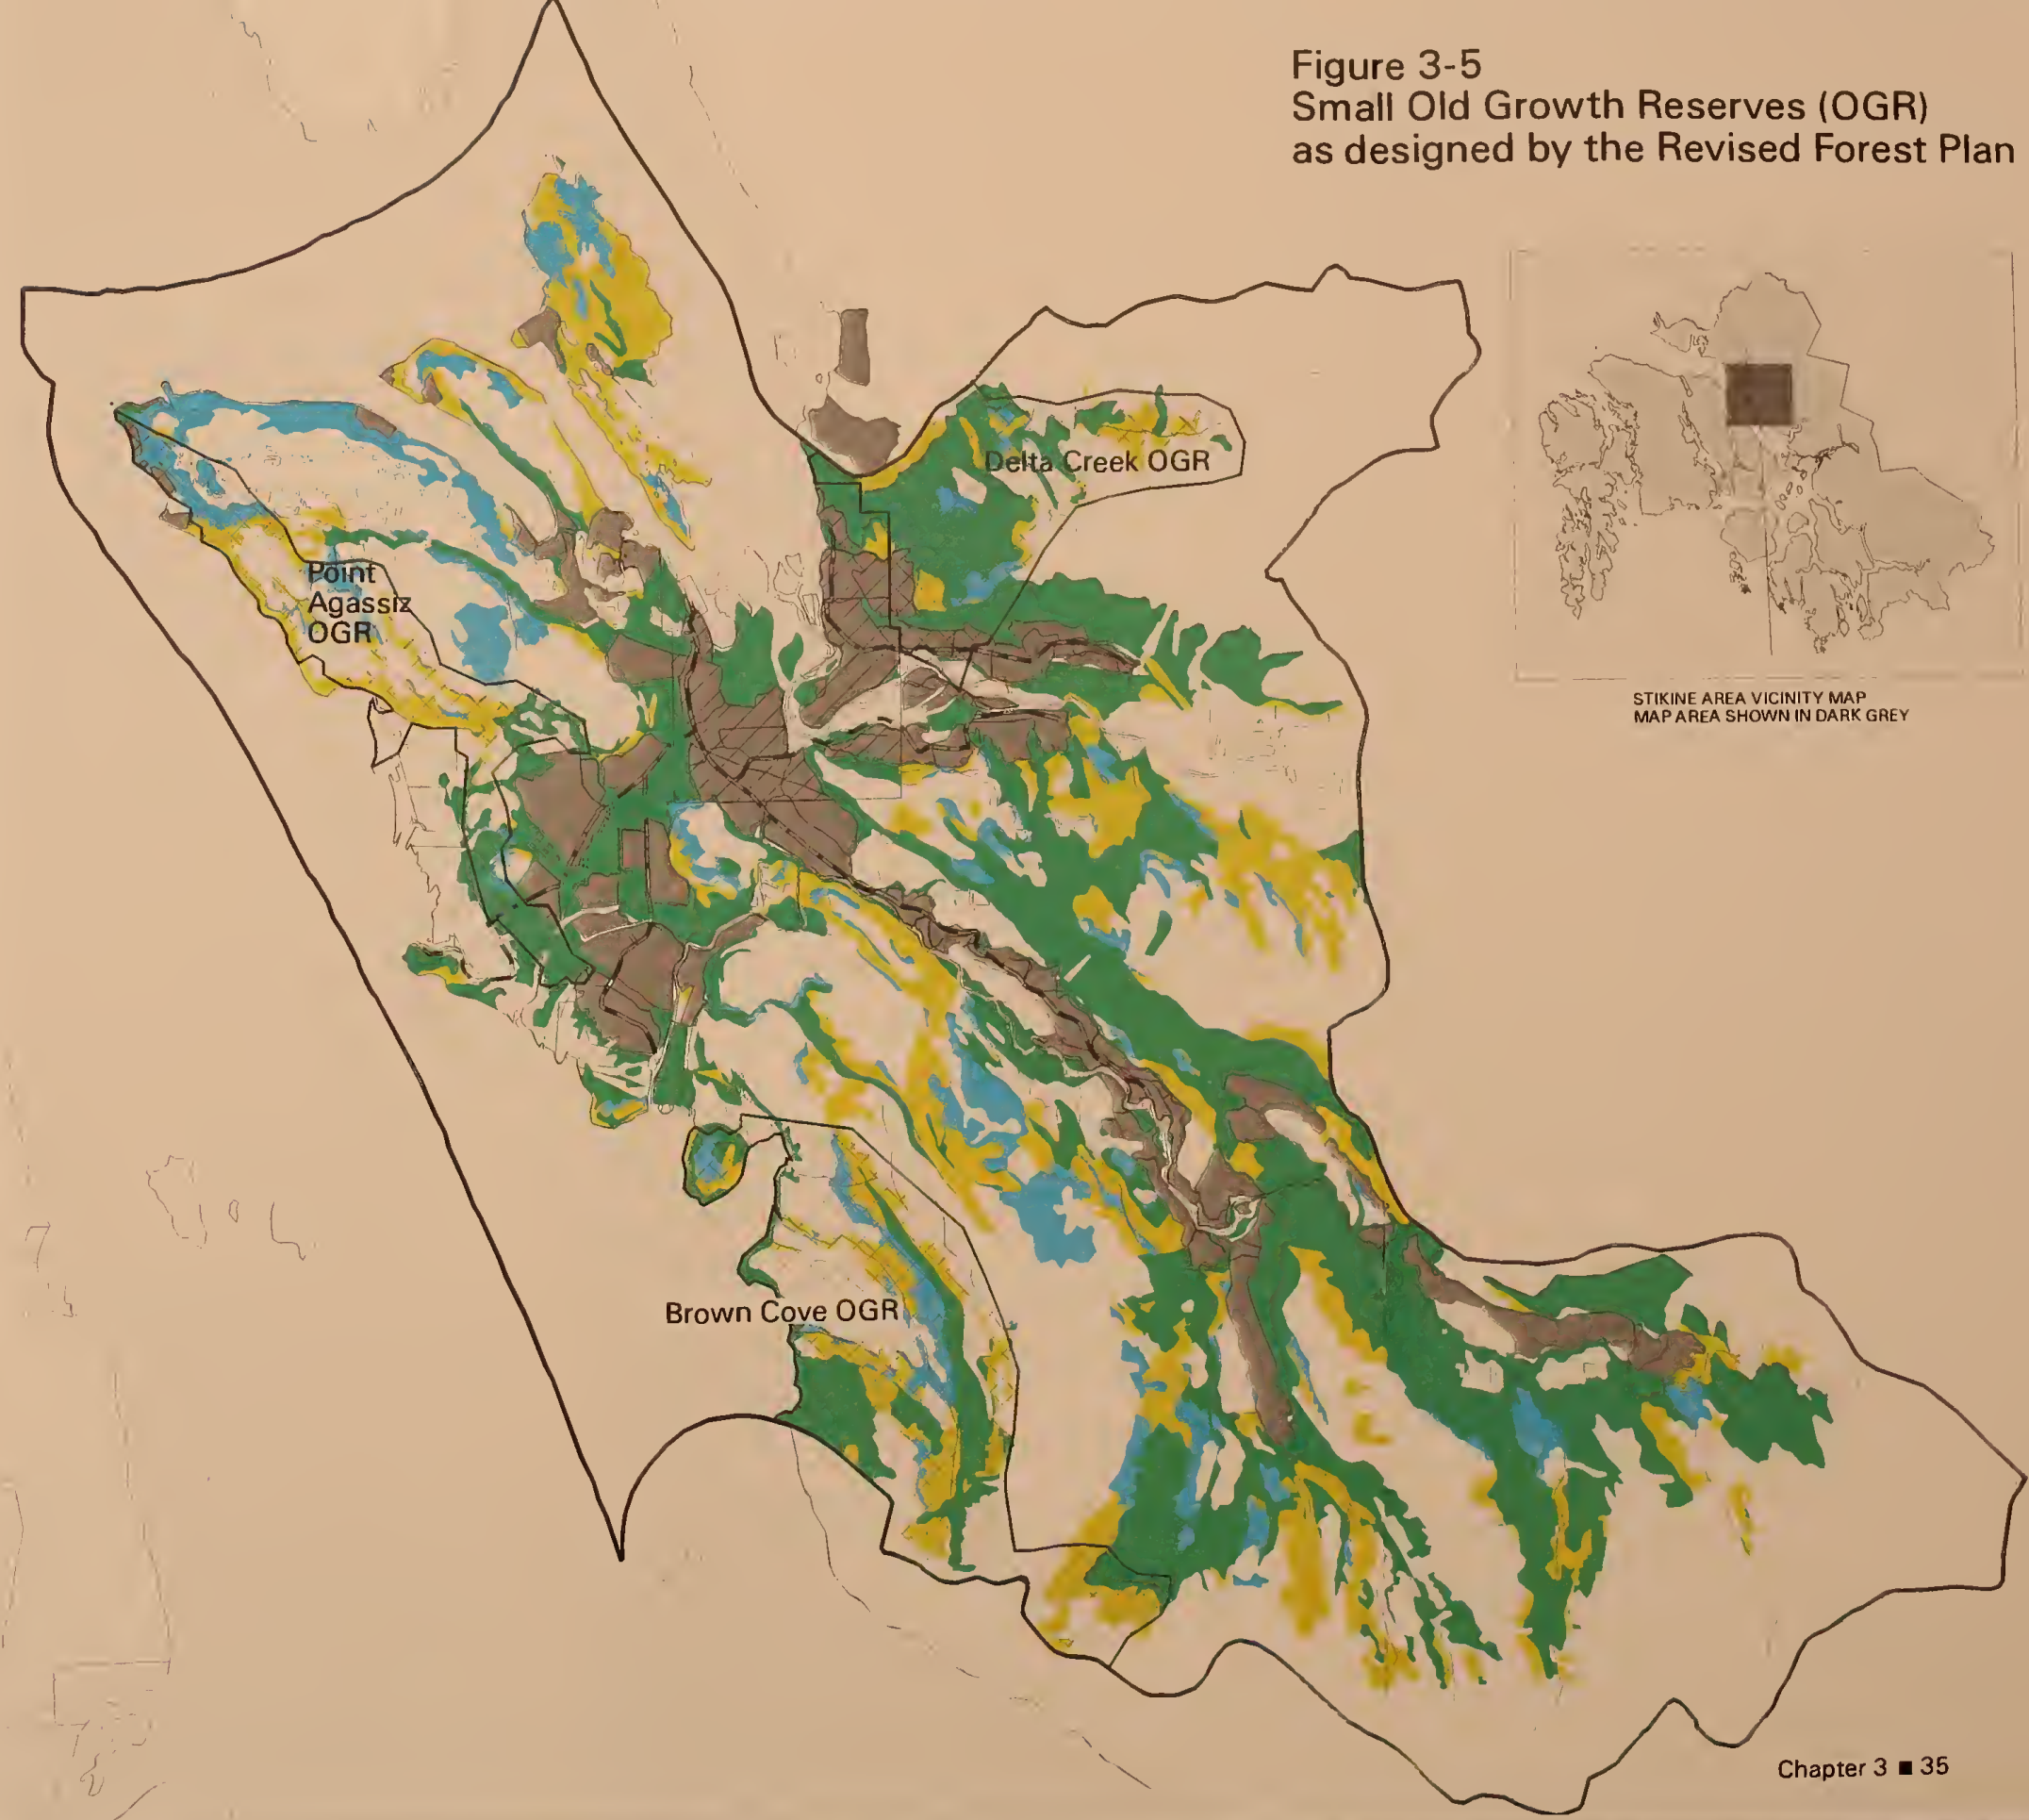 Figure 3-5
Small Old Growth Reserves (OGR)
as designed by the Revised Forest Plan
Delta Creek OGR
Point
Agassiz
OGR
STIKINE AREA VICINITY MAP
MAP AREA SHOWN IN DARK GREY
Brown Cove OGR
Chapter 3 ■ 35